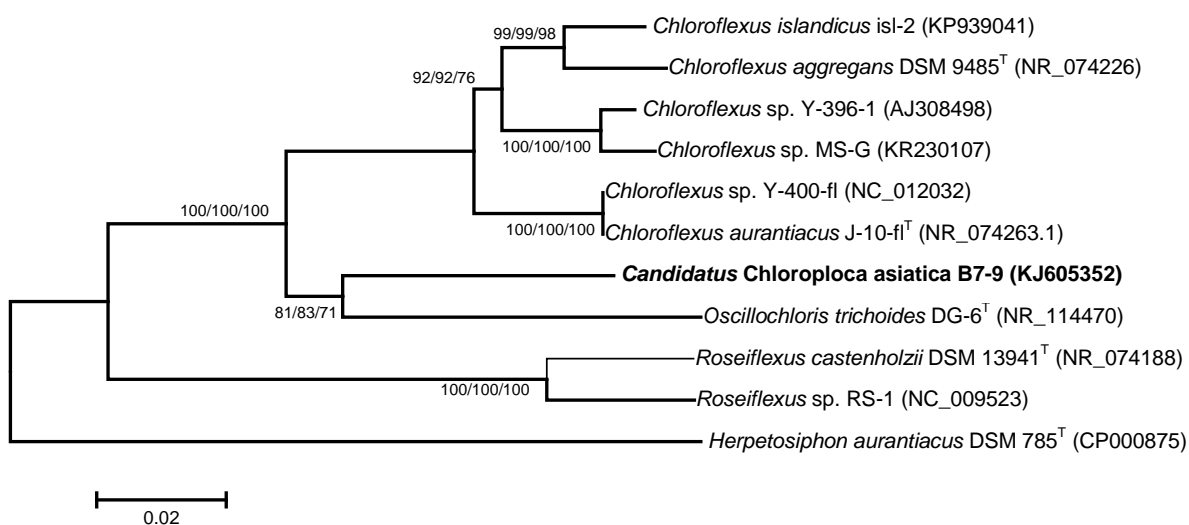 99/99/98
Chloroflexus islandicus isl-2 (KP939041)
Chloroflexus aggregans DSM 9485ᵀ (NR_074226)
92/92/76
Chloroflexus sp. Y-396-1 (AJ308498)
100/100/100
Chloroflexus sp. MS-G (KR230107)
Chloroflexus sp. Y-400-fl (NC_012032)
100/100/100
100/100/100
Chloroflexus aurantiacus J-10-flᵀ (NR_074263.1)
Candidatus Chloroploca asiatica B7-9 (KJ605352)
81/83/71
Oscillochloris trichoides DG-6ᵀ (NR_114470)
Roseiflexus castenholzii DSM 13941ᵀ (NR_074188)
100/100/100
Roseiflexus sp. RS-1 (NC_009523)
Herpetosiphon aurantiacus DSM 785ᵀ (CP000875)
0.02